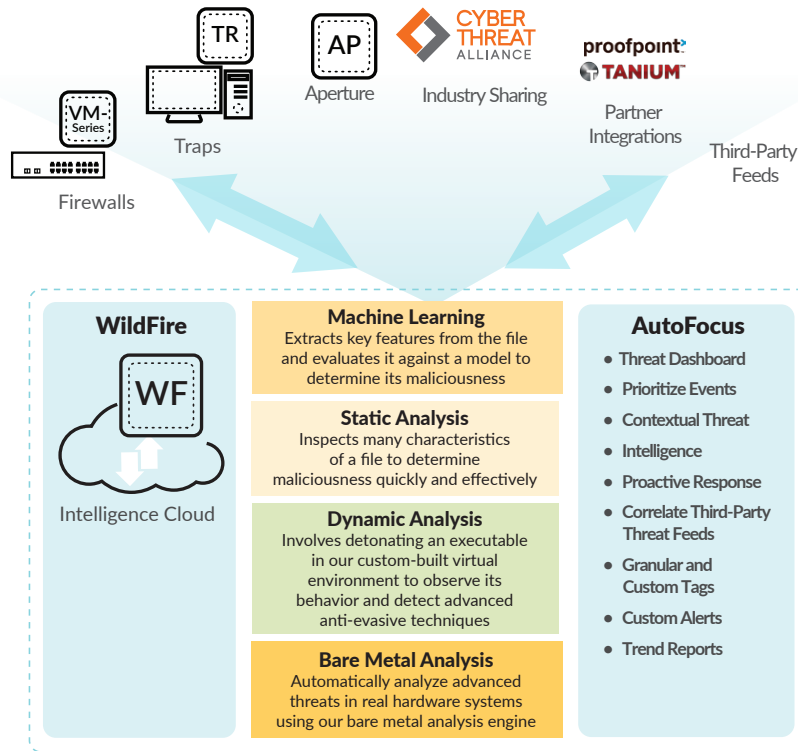 TR
AP
CYBER
THREAT
ALLIANCE
proofpoint
TANIUM™
VM-
Series
Traps
Aperture
Industry Sharing
Partner
Integrations
Third-Party
Feeds
Firewalls
WildFire
WF
Intelligence Cloud
Machine Learning
Extracts key features from the file
and evaluates it against a model to
determine its maliciousness
Static Analysis
Inspects many characteristics
of a file to determine
maliciousness quickly and effectively
Dynamic Analysis
Involves detonating an executable
in our custom-built virtual
environment to observe its
behavior and detect advanced
anti-evasive techniques
Bare Metal Analysis
Automatically analyze advanced
threats in real hardware systems
using our bare metal analysis engine
AutoFocus
• Threat Dashboard
• Prioritize Events
• Contextual Threat
• Intelligence
• Proactive Response
• Correlate Third-Party
Threat Feeds
• Granular and
Custom Tags
• Custom Alerts
• Trend Reports